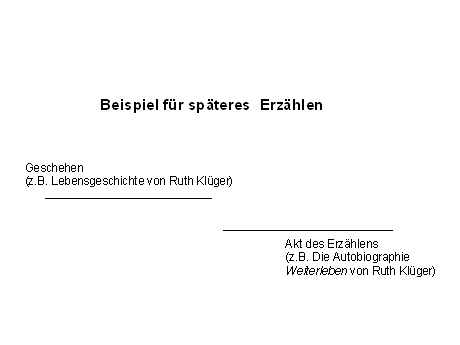 Beispiel für späteres Erzählen
Geschehen
(z.B. Lebensgeschichte von Ruth Klüger)
Akt des Erzählens
(z.B. Die Autobiographie
Weiterleben von Ruth Klüger)